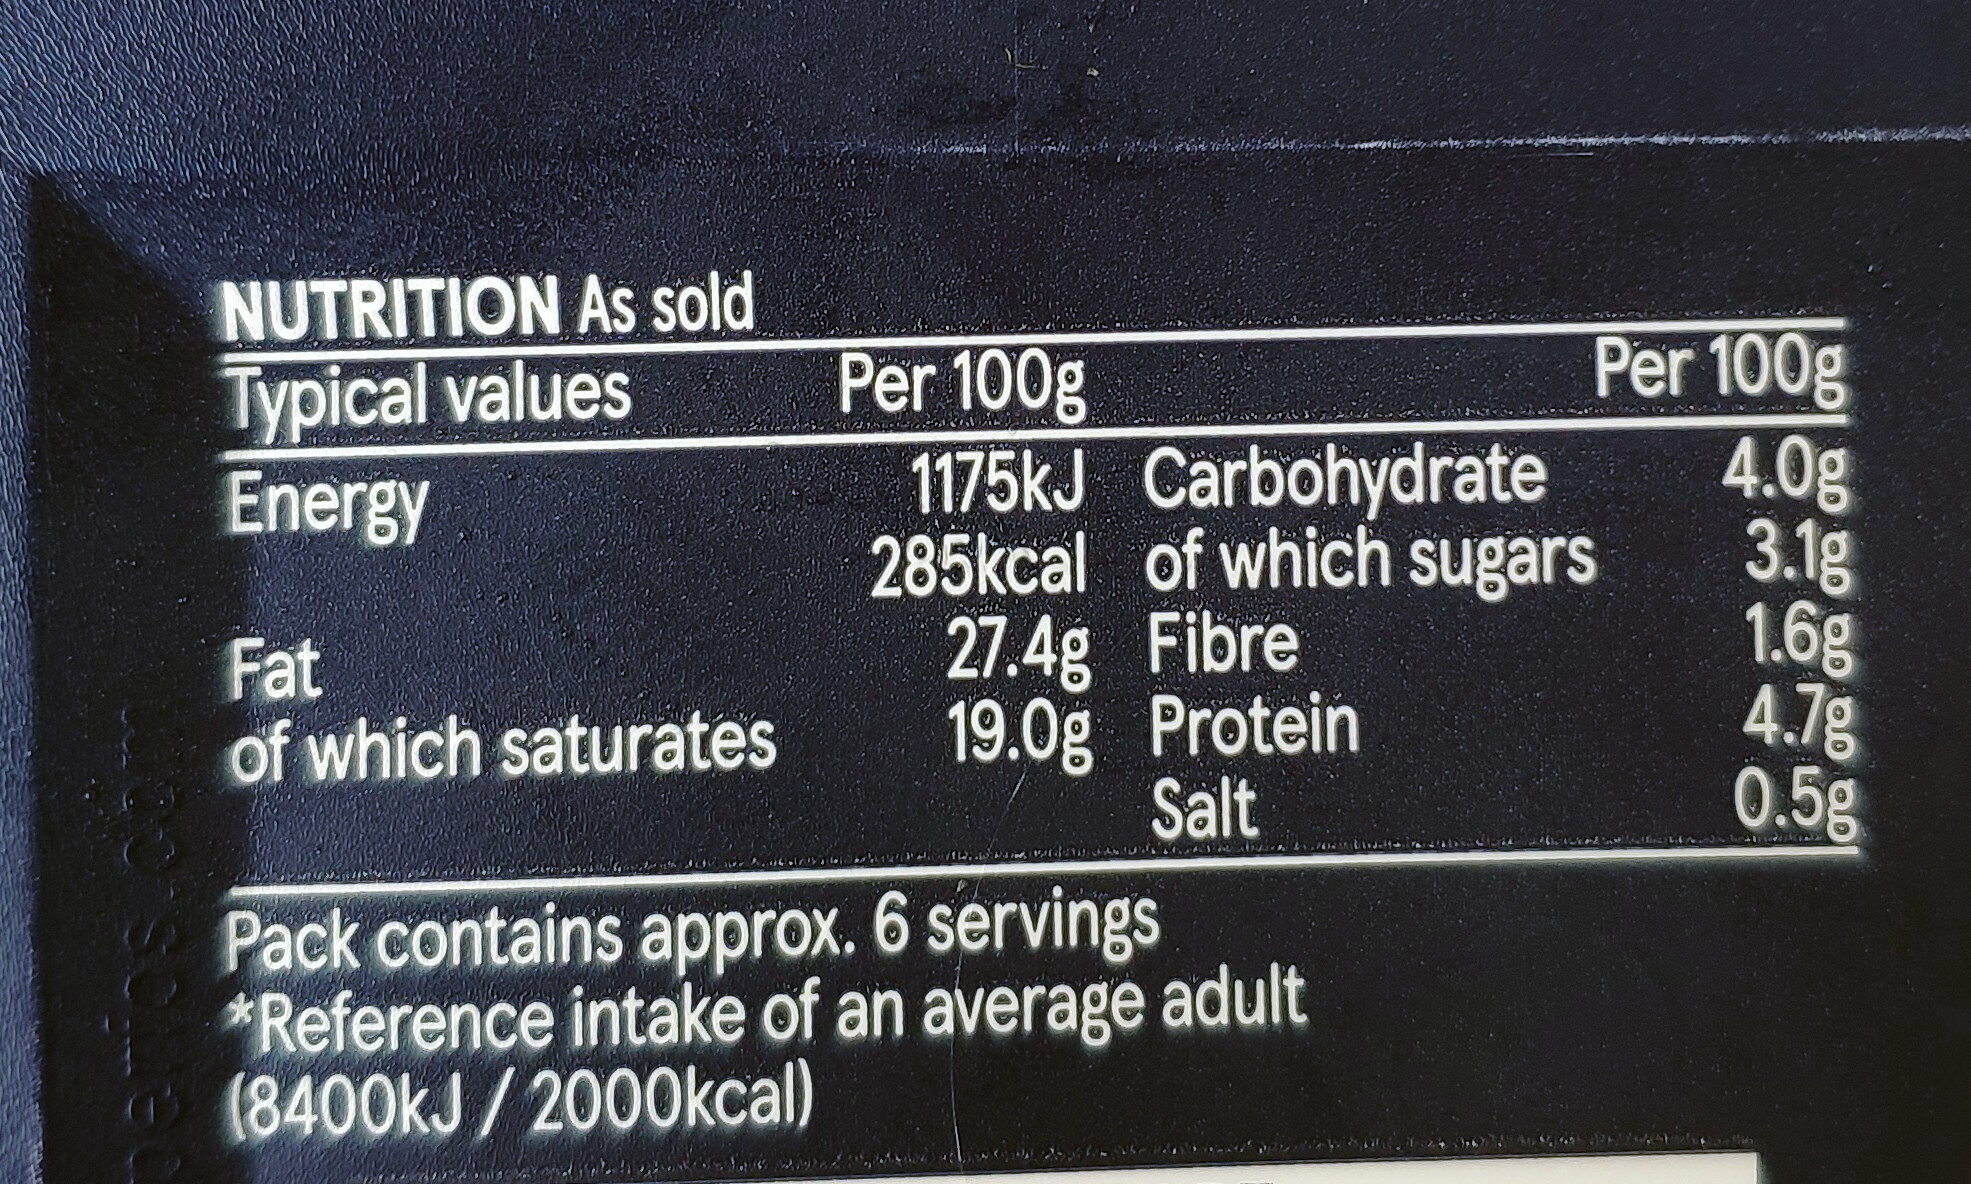 NUTRITION As sold
Typical values Per 100g Per 100g
Energy 1175kJ Carbohydrate 4.0g
285kcal of which sugars 3.1g
Fat 27.4g Fibre 1.6g
of which saturates 19.0g Protein 4.7g
Salt 0.5g
Pack contains approx. 6 servings
*Reference intake of an average adult
(8400kJ / 2000kcal)